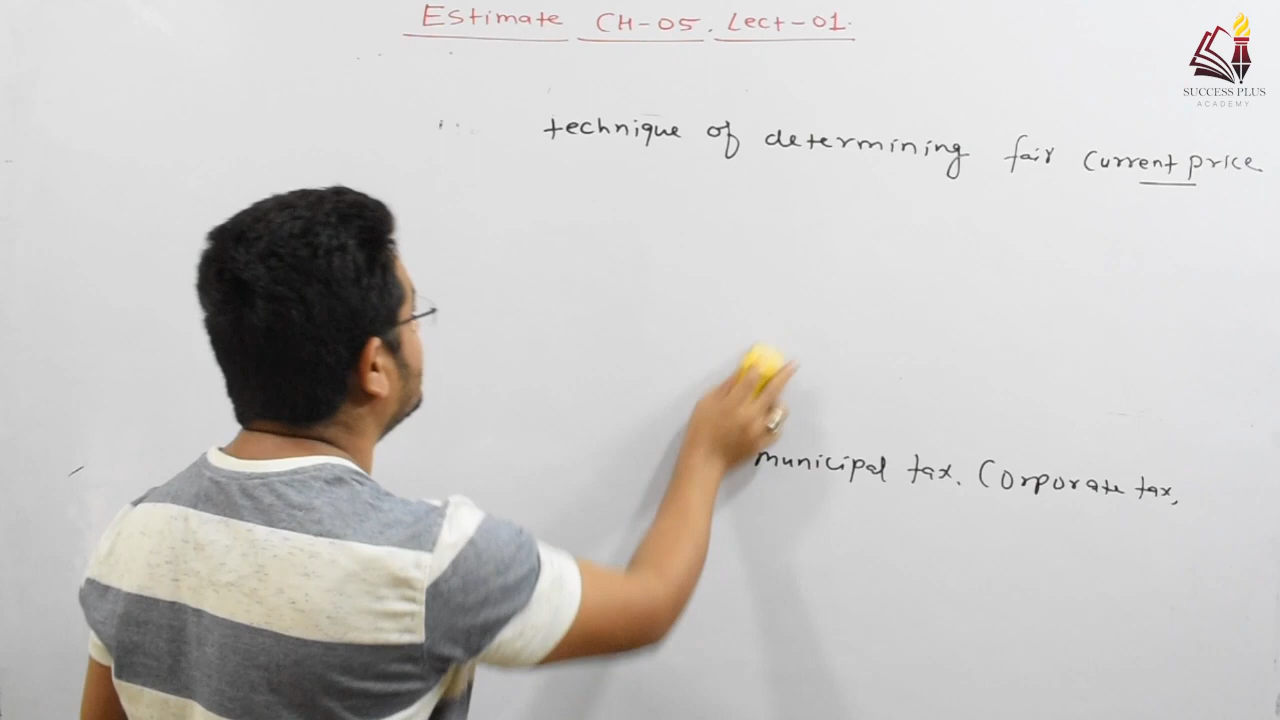 Estimate CH-05. Lect-01.
SUCCESS PLUS
ACADEMY
technique of determining fair current price
municipal tax. Corporate tax,